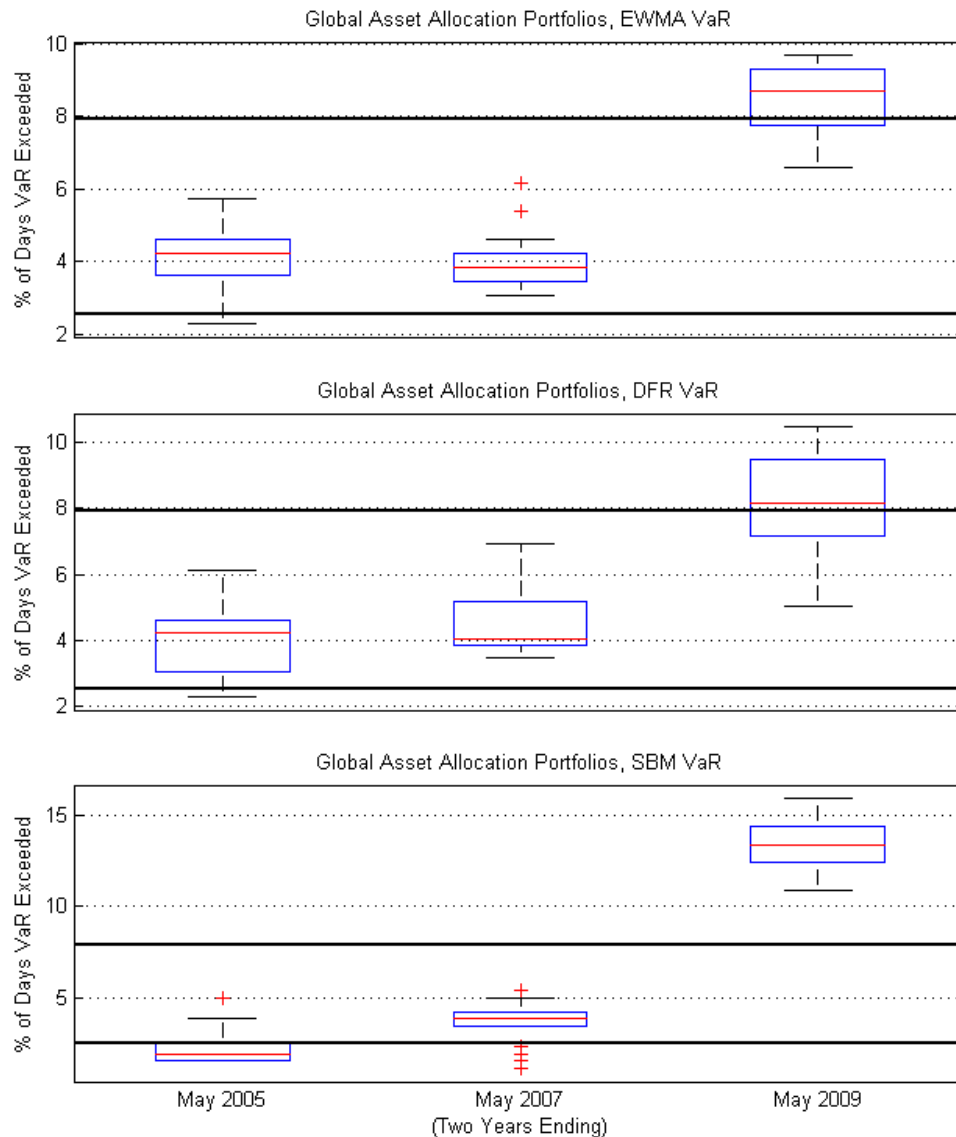 Global Asset Allocation Portfolios, EWMA VaR
10
8
6
4
2
% of Days VaR Exceeded
Global Asset Allocation Portfolios, DFR VaR
10
8
6
4
2
% of Days VaR Exceeded
Global Asset Allocation Portfolios, SBM VaR
15
10
5
% of Days VaR Exceeded
May 2005 May 2007 May 2009
(Two Years Ending)